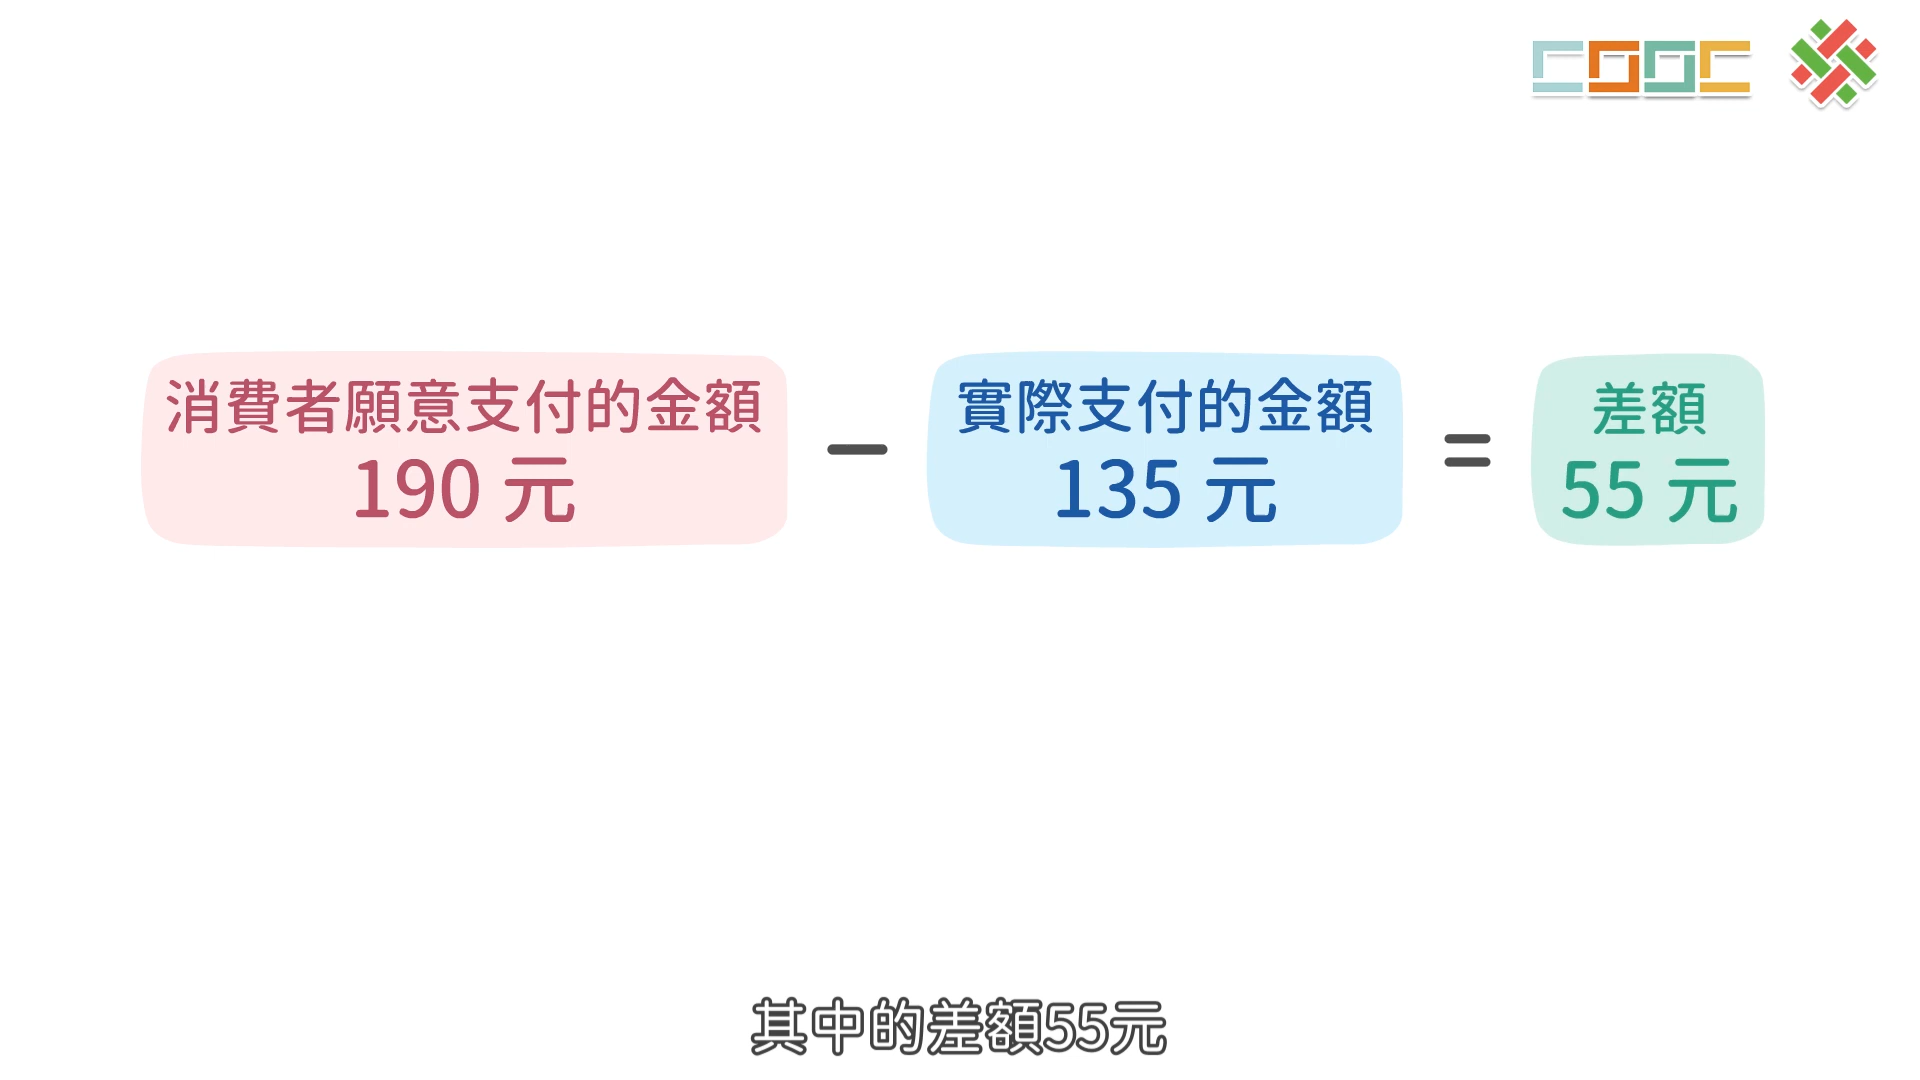 消費者願意支付的金額
190 元
−
實際支付的金額
135 元
=
差額
55 元
其中的差額55元